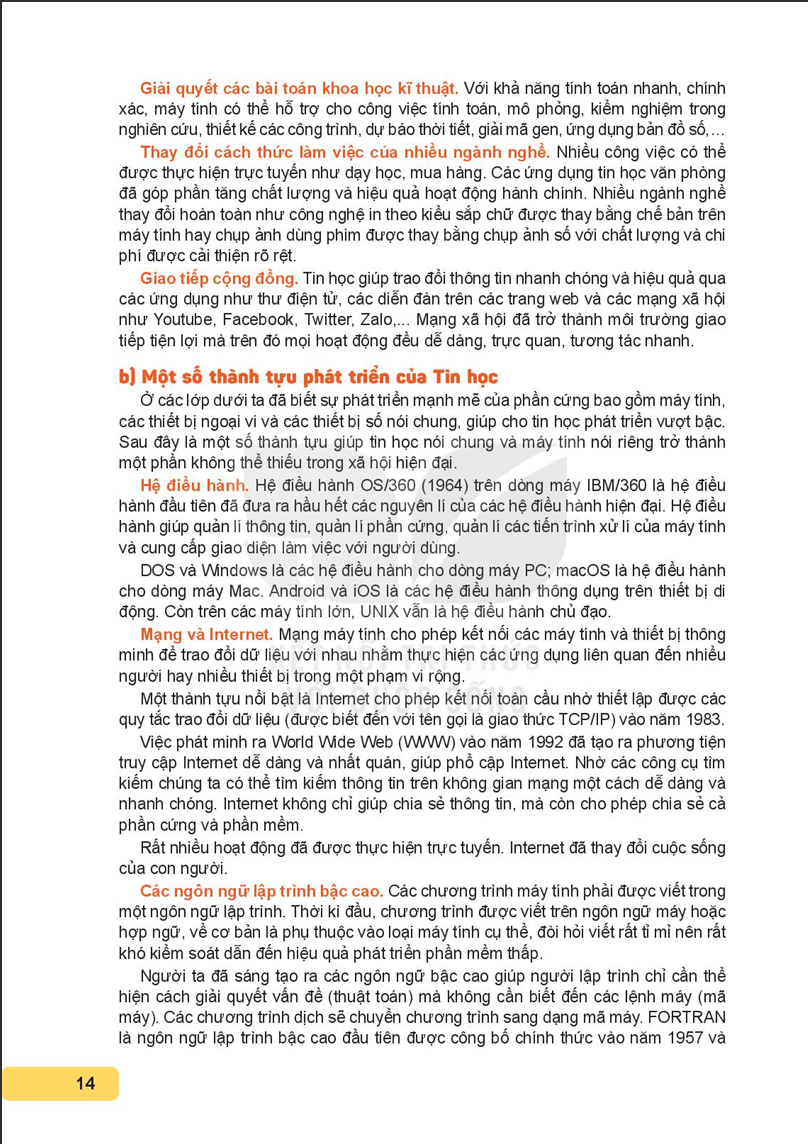 Giải quyết các bài toán khoa học kĩ thuật. Với khả năng tính toán nhanh, chính
xác, máy tính có thể hỗ trợ cho công việc tính toán, mô phỏng, kiểm nghiệm trong
nghiên cứu, thiết kế các công trình, dự báo thời tiết, giải mã gen, ứng dụng bản đồ số,...
Thay đổi cách thức làm việc của nhiều ngành nghề. Nhiều công việc có thể
được thực hiện trực tuyến như dạy học, mua hàng. Các ứng dụng tin học văn phòng
đã góp phần tăng chất lượng và hiệu quả hoạt động hành chính. Nhiều ngành nghề
thay đổi hoàn toàn như công nghệ in theo kiểu sắp chữ được thay bằng chế bản trên
máy tính hay chụp ảnh dùng phim được thay bằng chụp ảnh số với chất lượng và chi
phí được cải thiện rõ rệt.
Giao tiếp cộng đồng. Tin học giúp trao đổi thông tin nhanh chóng và hiệu quả qua
các ứng dụng như thư điện tử, các diễn đàn trên các trang web và các mạng xã hội
như Youtube, Facebook, Twitter, Zalo,... Mạng xã hội đã trở thành môi trường giao
tiếp tiện lợi mà trên đó mọi hoạt động đều dễ dàng, trực quan, tương tác nhanh.
b) Một số thành tựu phát triển của Tin học
Ở các lớp dưới ta đã biết sự phát triển mạnh mẽ của phần cứng bao gồm máy tính,
các thiết bị ngoại vi và các thiết bị số nói chung, giúp cho tin học phát triển vượt bậc.
Sau đây là một số thành tựu giúp tin học nói chung và máy tính nói riêng trở thành
một phần không thể thiếu trong xã hội hiện đại.
Hệ điều hành. Hệ điều hành OS/360 (1964) trên dòng máy IBM/360 là hệ điều
hành đầu tiên đã đưa ra hầu hết các nguyên lí của các hệ điều hành hiện đại. Hệ điều
hành giúp quản lí thông tin, quản lí phần cứng, quản lí các tiến trình xử lí của máy tính
và cung cấp giao diện làm việc với người dùng.
DOS và Windows là các hệ điều hành cho dòng máy PC; macOS là hệ điều hành
cho dòng máy Mac. Android và iOS là các hệ điều hành thông dụng trên thiết bị di
động. Còn trên các máy tính lớn, UNIX vẫn là hệ điều hành chủ đạo.
Mạng và Internet. Mạng máy tính cho phép kết nối các máy tính và thiết bị thông
minh để trao đổi dữ liệu với nhau nhằm thực hiện các ứng dụng liên quan đến nhiều
người hay nhiều thiết bị trong một phạm vi rộng.
KẾT NỐI TRI THỨC
VỚI CUỘC SỐNG
Một thành tựu nổi bật là Internet cho phép kết nối toàn cầu nhờ thiết lập được các
quy tắc trao đổi dữ liệu (được biết đến với tên gọi là giao thức TCP/IP) vào năm 1983.
Việc phát minh ra World Wide Web (WWW) vào năm 1992 đã tạo ra phương tiện
truy cập Internet dễ dàng và nhất quán, giúp phổ cập Internet. Nhờ các công cụ tìm
kiếm chúng ta có thể tìm kiếm thông tin trên không gian mạng một cách dễ dàng và
nhanh chóng. Internet không chỉ giúp chia sẻ thông tin, mà còn cho phép chia sẻ cả
phần cứng và phần mềm.
Rất nhiều hoạt động đã được thực hiện trực tuyến. Internet đã thay đổi cuộc sống
của con người.
Các ngôn ngữ lập trình bậc cao. Các chương trình máy tính phải được viết trong
một ngôn ngữ lập trình. Thời kì đầu, chương trình được viết trên ngôn ngữ máy hoặc
hợp ngữ, về cơ bản là phụ thuộc vào loại máy tính cụ thể, đòi hỏi viết rất tỉ mỉ nên rất
khó kiểm soát dẫn đến hiệu quả phát triển phần mềm thấp.
Người ta đã sáng tạo ra các ngôn ngữ bậc cao giúp người lập trình chỉ cần thể
hiện cách giải quyết vấn đề (thuật toán) mà không cần biết đến các lệnh máy (mã
máy). Các chương trình dịch sẽ chuyển chương trình sang dạng mã máy. FORTRAN
là ngôn ngữ lập trình bậc cao đầu tiên được công bố chính thức vào năm 1957 và
14